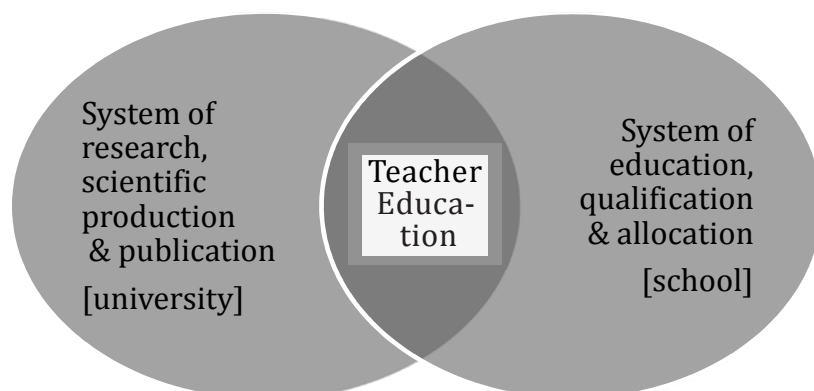 System of
research,
scientific
production
& publication
[university]
Teacher
Educa-
tion
System of
education,
qualification
& allocation
[school]